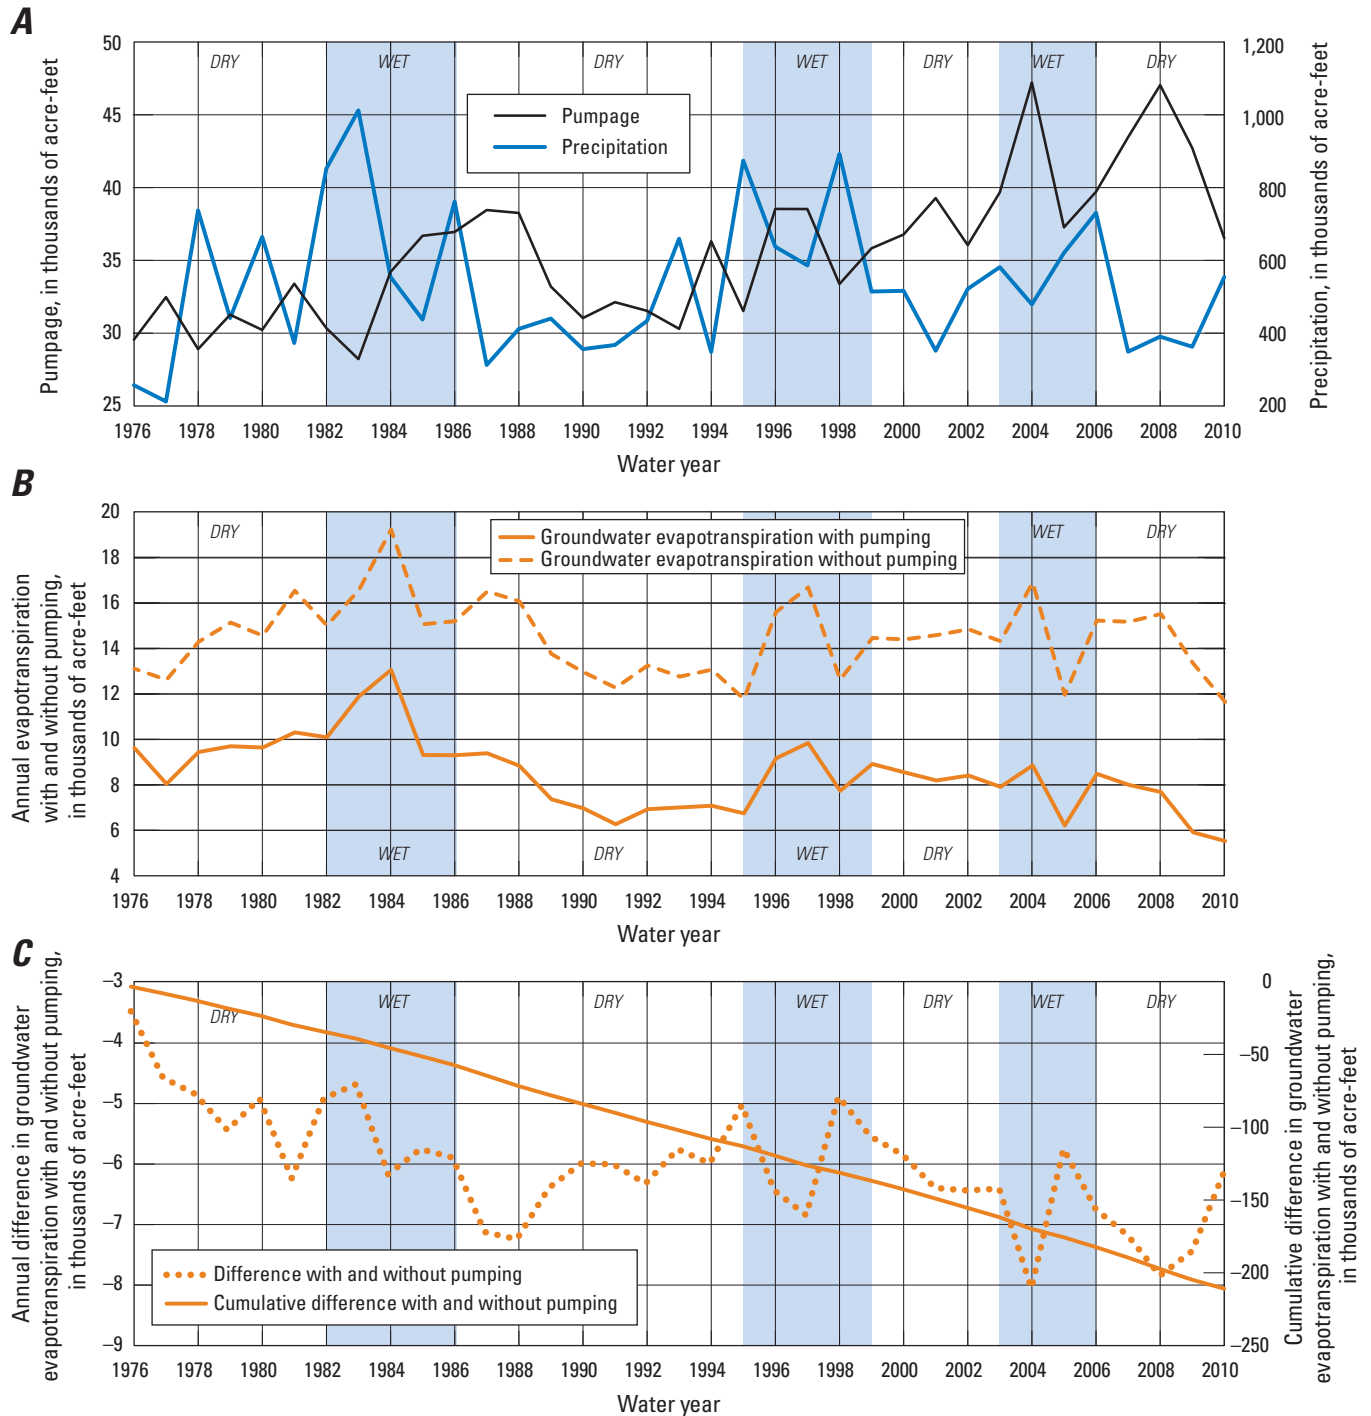 A
Pumpage, in thousands of acre-feet
50
45
40
35
30
25
DRY
WET
DRY
WET
DRY
WET
DRY
Pumpage
Precipitation
1,200
1,000
800
600
400
200
Precipitation, in thousands of acre-feet
1976 1978 1980 1982 1984 1986 1988 1990 1992 1994 1996 1998 2000 2002 2004 2006 2008 2010
Water year
B
Annual evapotranspiration
with and without pumping,
in thousands of acre-feet
20
18
16
14
12
10
8
6
4
DRY
WET
DRY
Groundwater evapotranspiration with pumping
Groundwater evapotranspiration without pumping
WET
DRY
WET
DRY
1976 1978 1980 1982 1984 1986 1988 1990 1992 1994 1996 1998 2000 2002 2004 2006 2008 2010
Water year
C
Annual difference in groundwater
evapotranspiration with and without pumping,
in thousands of acre-feet
–3
–4
–5
–6
–7
–8
–9
DRY
WET
DRY
WET
DRY
WET
DRY
Difference with and without pumping
Cumulative difference with and without pumping
0
–50
–100
–150
–200
–250
Cumulative difference in groundwater
evapotranspiration with and without pumping,
in thousands of acre-feet
1976 1978 1980 1982 1984 1986 1988 1990 1992 1994 1996 1998 2000 2002 2004 2006 2008 2010
Water year